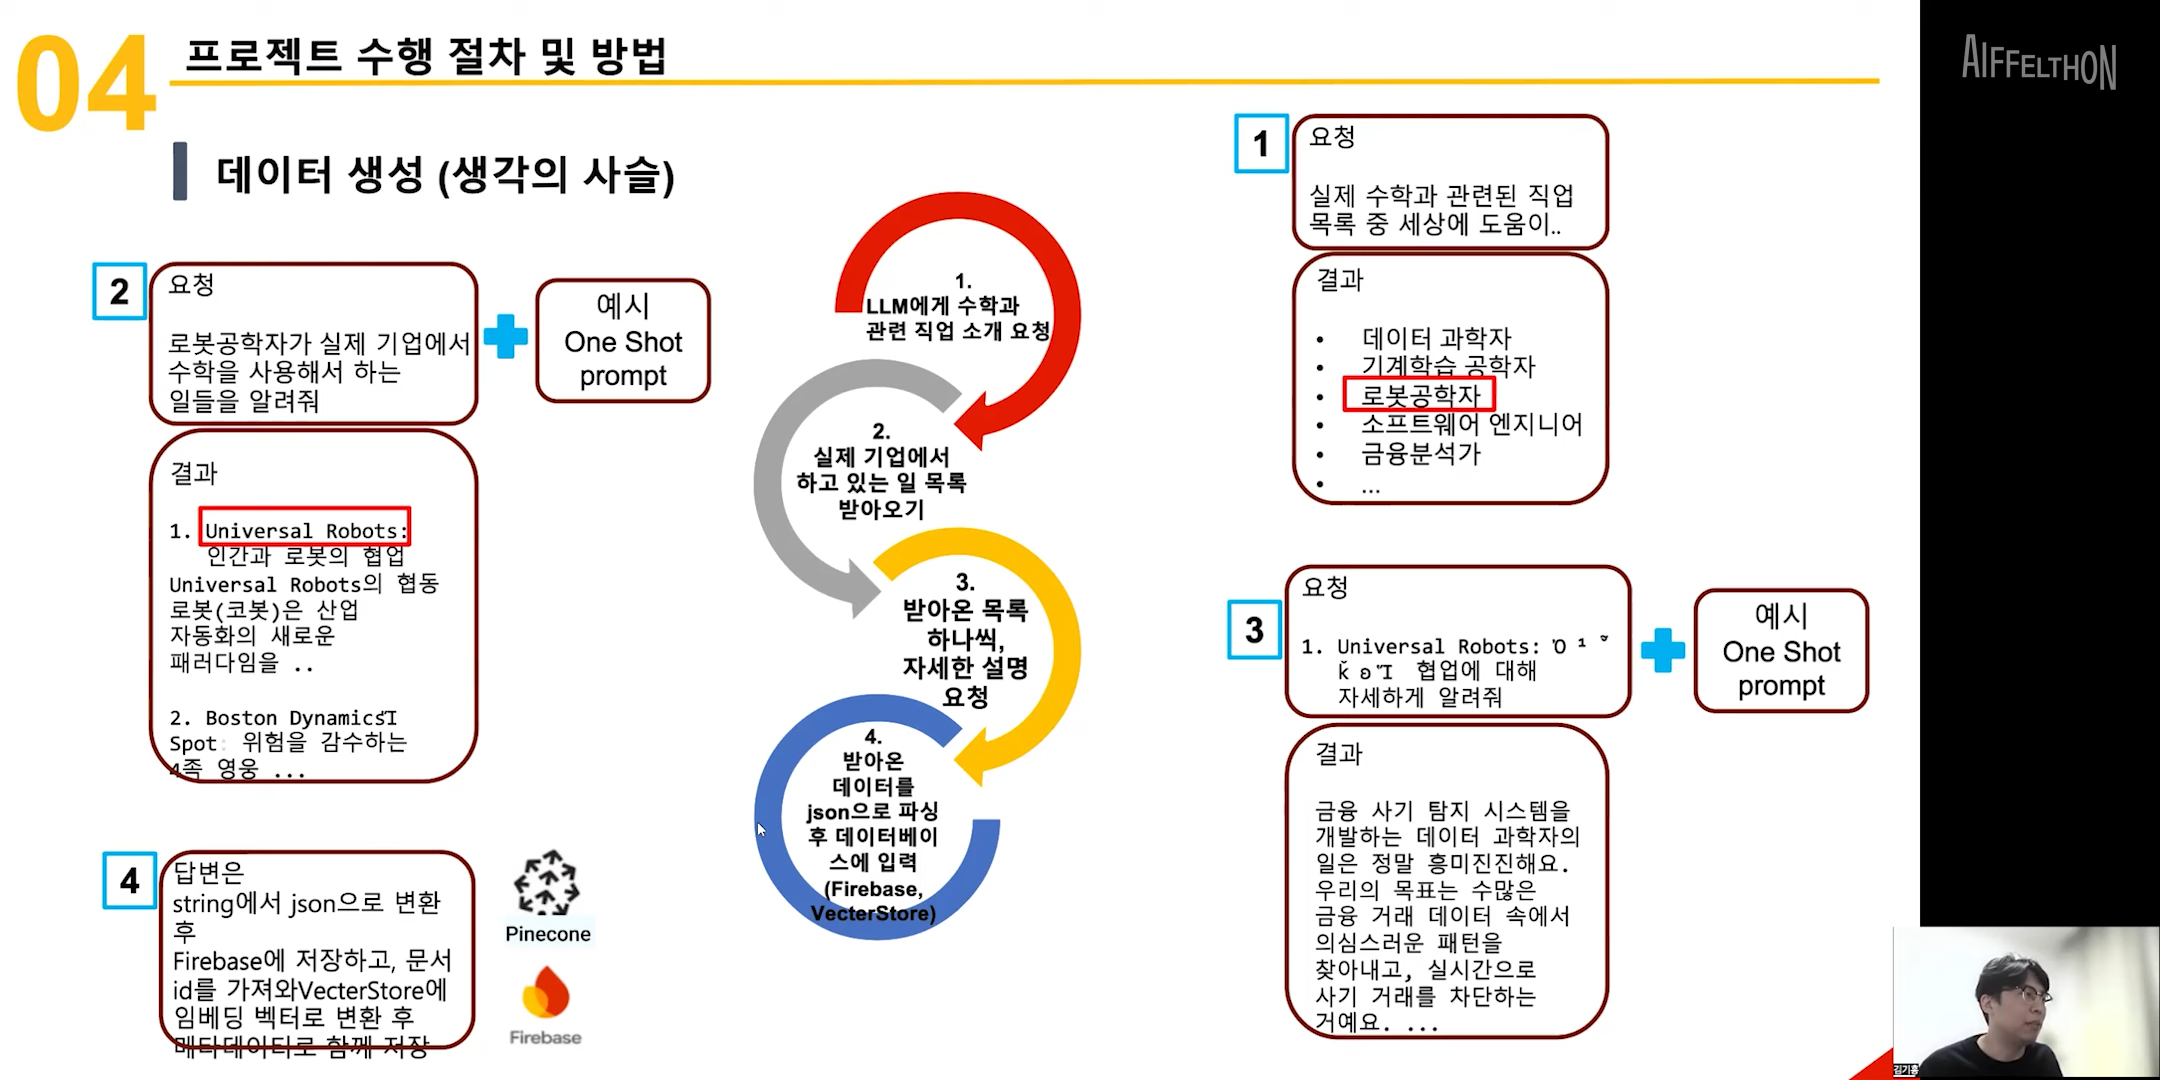 04
프로젝트 수행 절차 및 방법
AIFFELTHON
데이터 생성 (생각의 사슬)
1
요청
실제 수학과 관련된 직업
목록 중 세상에 도움이..
결과
• 데이터 과학자
• 기계학습 공학자
• 로봇공학자
• 소프트웨어 엔지니어
• 금융분석가
• ...
2
요청
로봇공학자가 실제 기업에서
수학을 사용해서 하는
일들을 알려줘
예시
One Shot
prompt
결과
1. Universal Robots:
인간과 로봇의 협업
Universal Robots의 협동
로봇(코봇)은 산업
자동화의 새로운
패러다임을 ..
2. Boston Dynamics
Spot: 위험을 감수하는
4족 영웅 ...
1.
LLM에게 수학과
관련 직업 소개 요청
2.
실제 기업에서
하고 있는 일 목록
받아오기
3.
받아온 목록
하나씩,
자세한 설명
요청
4.
받아온
데이터를
json으로 파싱
후 데이터베이
스에 입력
(Firebase,
VecterStore)
3
요청
1. Universal Robots:
협업에 대해
자세하게 알려줘
예시
One Shot
prompt
결과
금융 사기 탐지 시스템을
개발하는 데이터 과학자의
일은 정말 흥미진진해요.
우리의 목표는 수많은
금융 거래 데이터 속에서
의심스러운 패턴을
찾아내고, 실시간으로
사기 거래를 차단하는
거예요. ...
4
답변은
string에서 json으로 변환
후
Firebase에 저장하고, 문서
id를 가져와VecterStore에
임베딩 벡터로 변환 후
메타데이터로 함께 저장
Pinecone
Firebase
김기홍